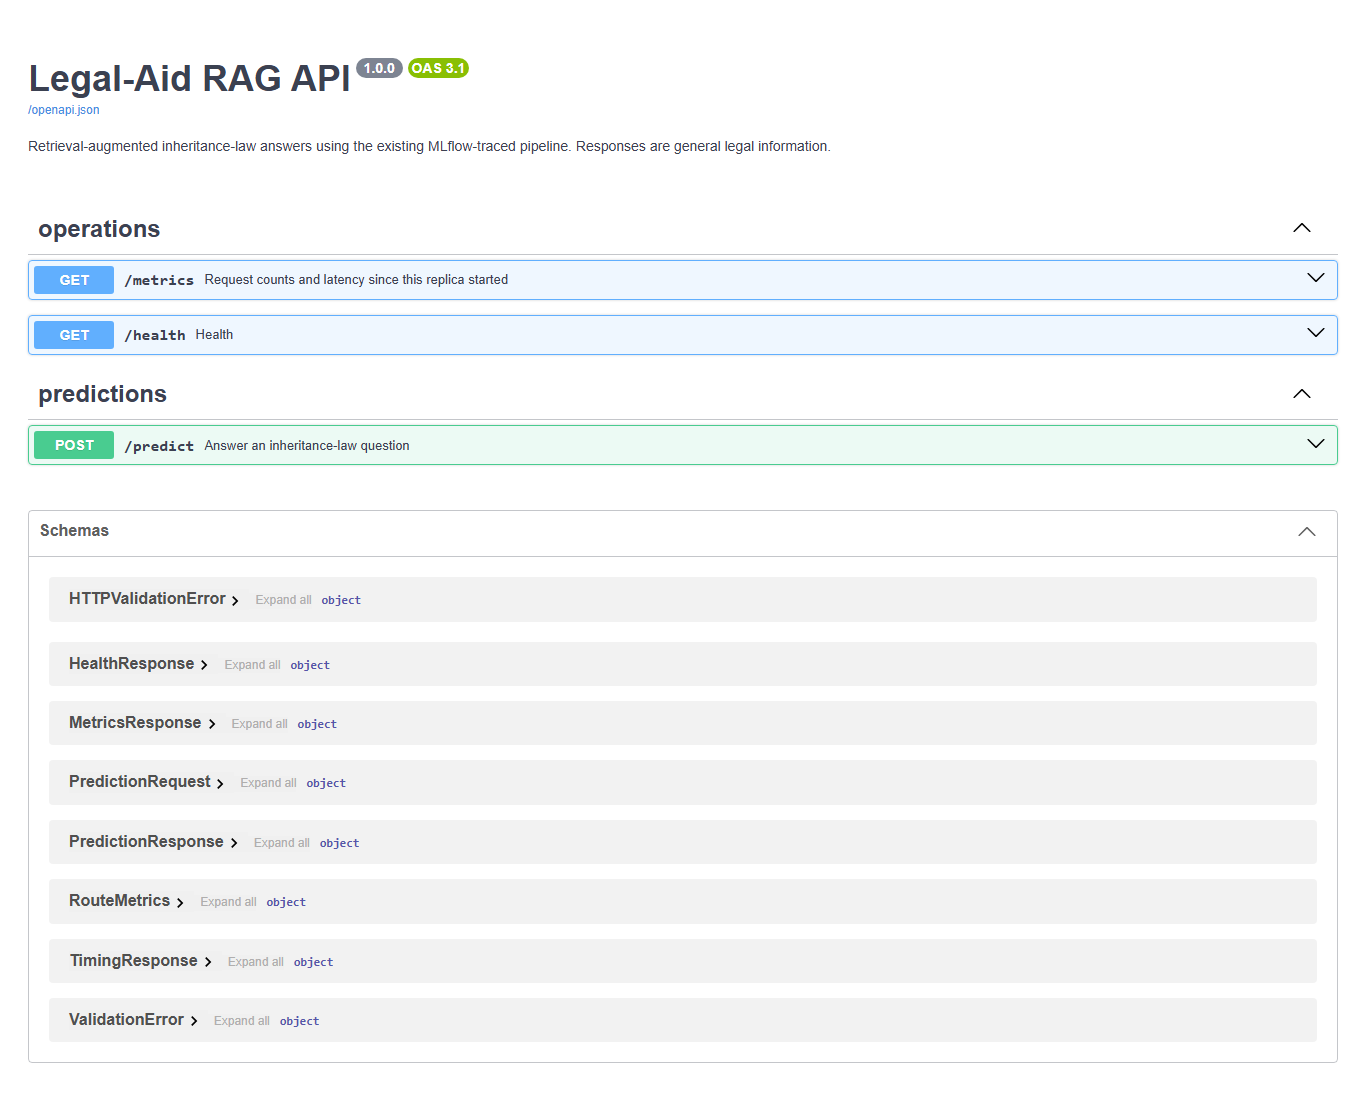 Legal-Aid RAG API 1.0.0 OAS 3.1
/openapi.json
Retrieval-augmented inheritance-law answers using the existing MLflow-traced pipeline. Responses are general legal information.
operations
GET /metrics Request counts and latency since this replica started
GET /health Health
predictions
POST /predict Answer an inheritance-law question
Schemas
HTTPValidationError Expand all object
HealthResponse Expand all object
MetricsResponse Expand all object
PredictionRequest Expand all object
PredictionResponse Expand all object
RouteMetrics Expand all object
TimingResponse Expand all object
ValidationError Expand all object